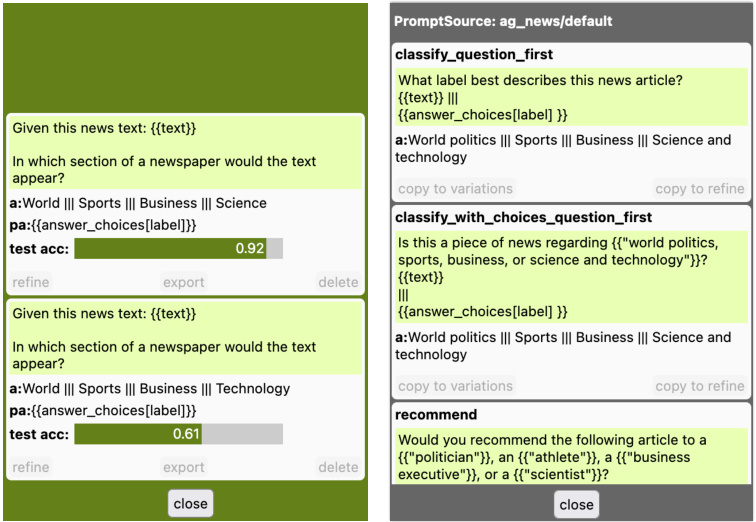 Given this news text: {{text}}
In which section of a newspaper would the text
appear?
a:World ||| Sports ||| Business ||| Science
pa:{{answer_choices[label]}}
test acc: 0.92
refine export delete
Given this news text: {{text}}
In which section of a newspaper would the text
appear?
a:World ||| Sports ||| Business ||| Technology
pa:{{answer_choices[label]}}
test acc: 0.61
refine export delete
close
PromptSource: ag_news/default
classify_question_first
What label best describes this news article?
{{text}} |||
{{answer_choices[label] }}
a:World politics ||| Sports ||| Business ||| Science and
technology
copy to variations copy to refine
classify_with_choices_question_first
Is this a piece of news regarding {{"world politics,
sports, business, or science and technology"}}?
{{text}}
|||
{{answer_choices[label] }}
a:World politics ||| Sports ||| Business ||| Science and
technology
copy to variations copy to refine
recommend
Would you recommend the following article to a
{{"politician"}}, an {{"athlete"}}, a {{"business
executive"}}, or a {{"scientist"}}?
close